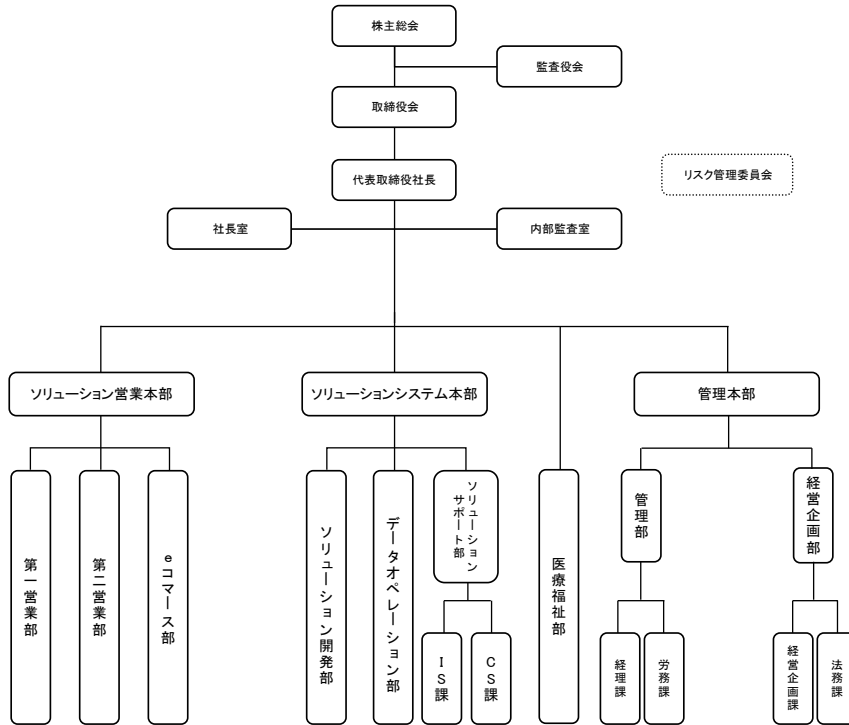 株主総会
監査役会
取締役会
代表取締役社長
リスク管理委員会
社長室
内部監査室
ソリューション営業本部
ソリューションシステム本部
管理本部
第一営業部
第二営業部
eコマース部
ソリューション開発部
データオペレーション部
ソリューション
サポート部
IS課
CS課
医療福祉部
管理部
経理課
労務課
経営企画部
経営企画課
法務課